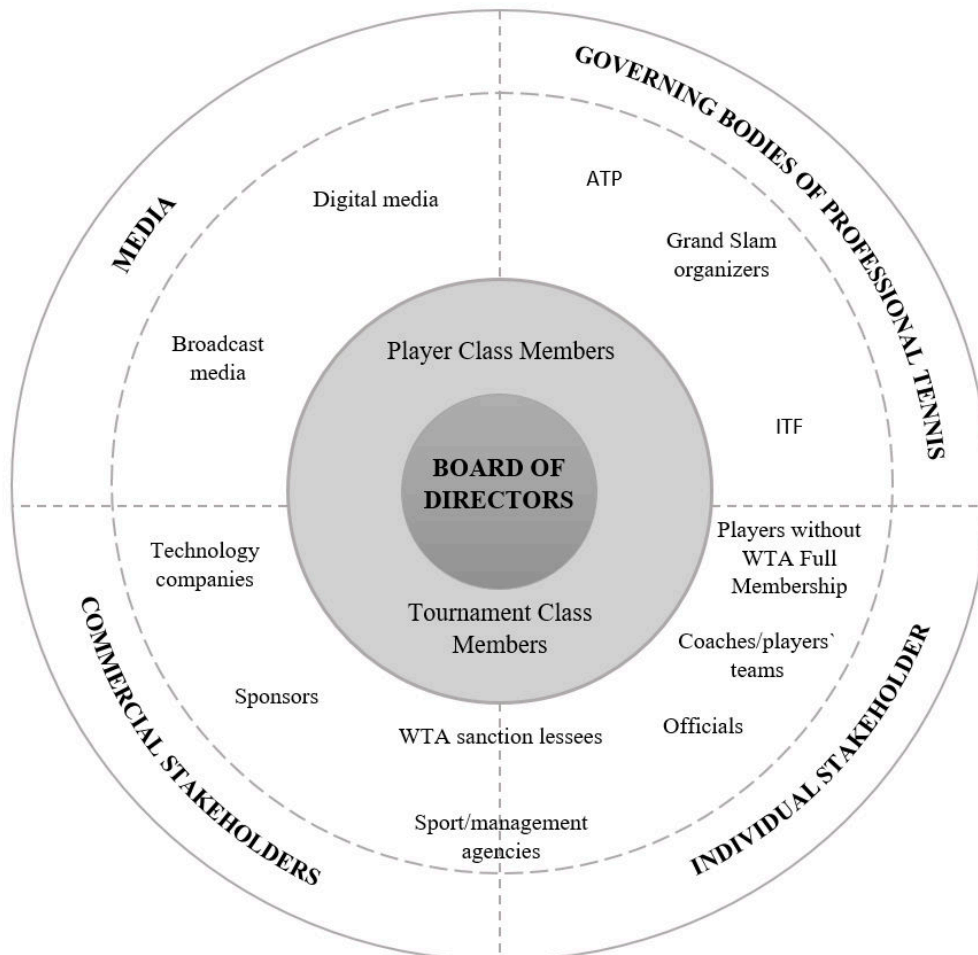 GOVERNING BODIES OF PROFESSIONAL TENNIS
MEDIA
Digital media
ATP
Grand Slam
organizers
Broadcast
media
Player Class Members
ITF
BOARD OF
DIRECTORS
Technology
companies
Players without
WTA Full
Membership
Tournament Class
Members
Coaches/players`
teams
Sponsors
WTA sanction lessees
Officials
Sport/management
agencies
COMMERCIAL STAKEHOLDERS
INDIVIDUAL STAKEHOLDER